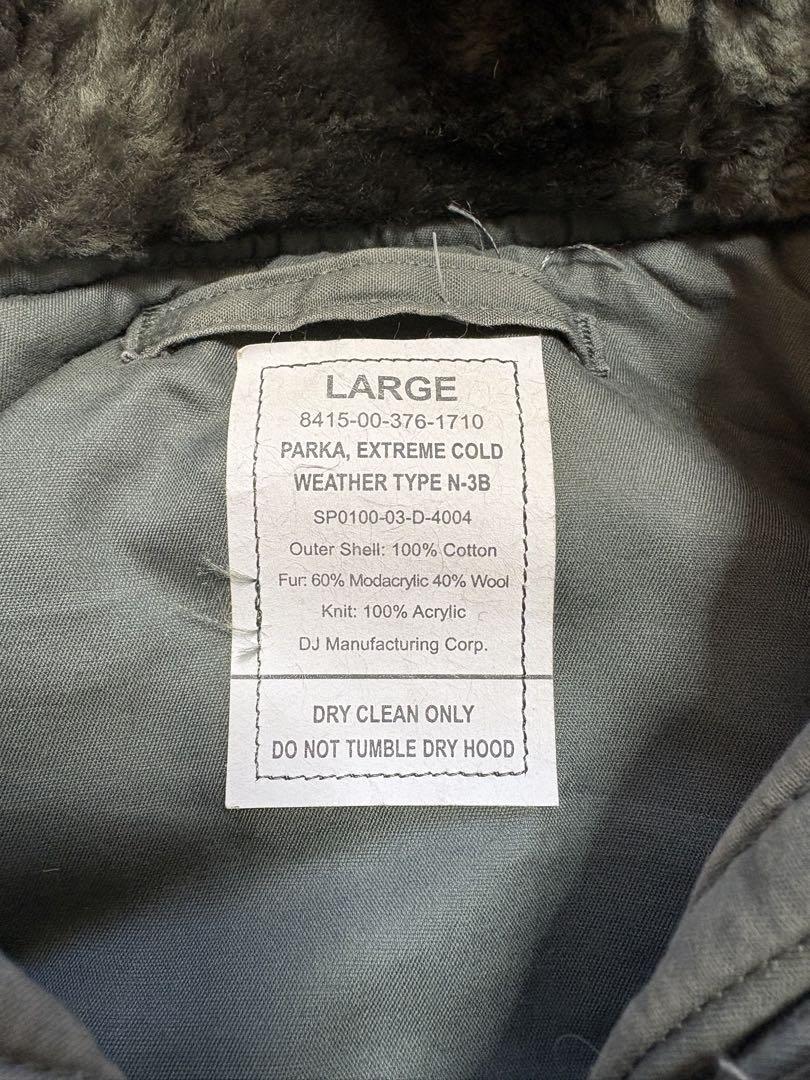 LARGE
8415-00-376-1710
PARKA, EXTREME COLD
WEATHER TYPE N-3B
SP0100-03-D-4004
Outer Shell: 100% Cotton
Fur: 60% Modacrylic 40% Wool
Knit: 100% Acrylic
DJ Manufacturing Corp.
DRY CLEAN ONLY
DO NOT TUMBLE DRY HOOD